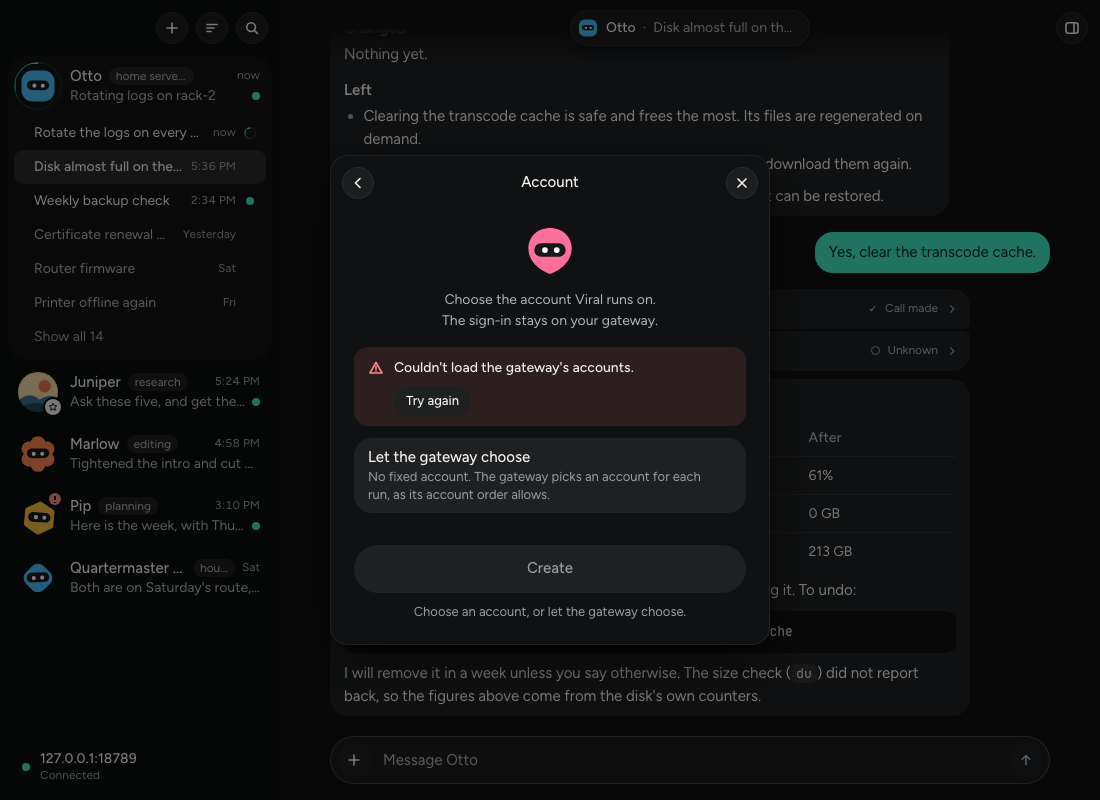 Otto · Disk almost full on th...
Otto home serve... now
Rotating logs on rack-2
Rotate the logs on every ... now
Disk almost full on the... 5:36 PM
Weekly backup check 2:34 PM
Certificate renewal ... Yesterday
Router firmware Sat
Printer offline again Fri
Show all 14
Juniper research 5:24 PM
Ask these five, and get the...
Marlow editing 4:58 PM
Tightened the intro and cut ...
Pip planning 3:10 PM
Here is the week, with Thu...
Quartermaster ... hou... Sat
Both are on Saturday's route,...
127.0.0.1:18789
Connected
Nothing yet.
Left
• Clearing the transcode cache is safe and frees the most. Its files are regenerated on
demand.
download them again.
can be restored.
Yes, clear the transcode cache.
Call made
Unknown
After
61%
0 GB
213 GB
it. To undo:
I will remove it in a week unless you say otherwise. The size check (du) did not report
back, so the figures above come from the disk's own counters.
Message Otto
Account
Choose the account Viral runs on.
The sign-in stays on your gateway.
Couldn't load the gateway's accounts.
Try again
Let the gateway choose
No fixed account. The gateway picks an account for each
run, as its account order allows.
Create
Choose an account, or let the gateway choose.